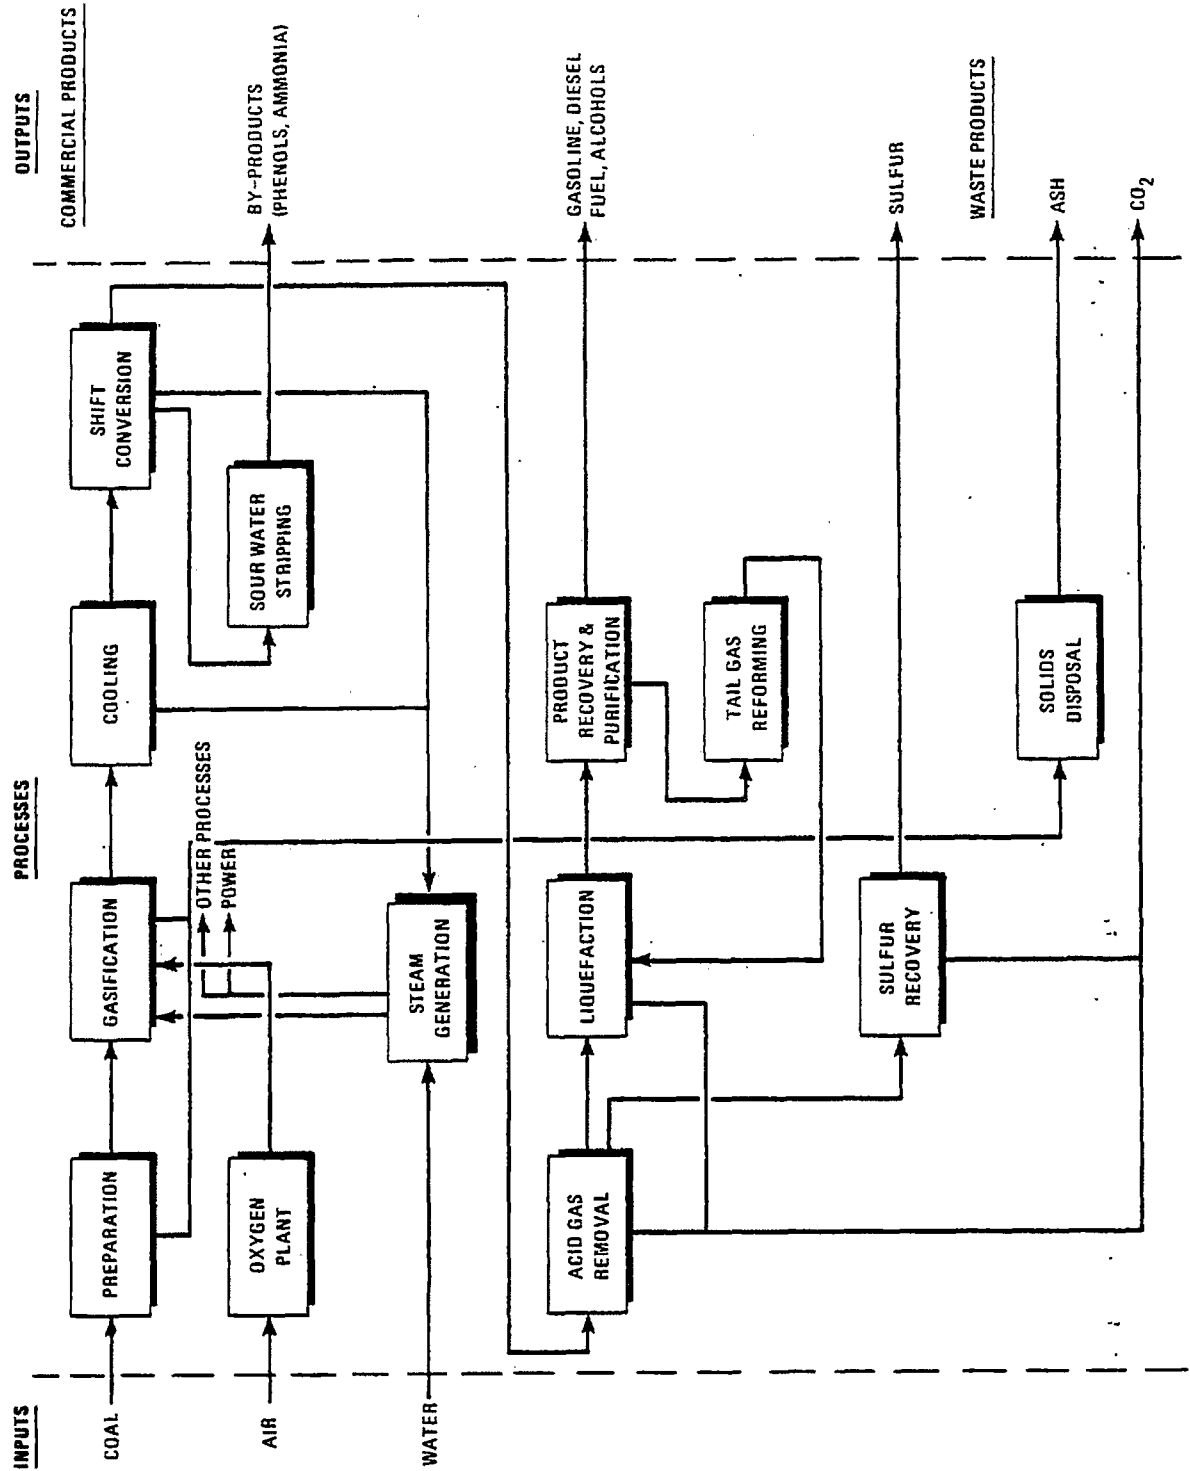 INPUTS
PROCESSES
OUTPUTS
COMMERCIAL PRODUCTS
COAL
PREPARATION
GASIFICATION
COOLING
SHIFT
CONVERSION
AIR
OXYGEN
PLANT
OTHER PROCESSES
POWER
SOUR WATER
STRIPPING
BY-PRODUCTS
(PHENOLS, AMMONIA)
WATER
STEAM
GENERATION
ACID GAS
REMOVAL
LIQUEFACTION
PRODUCT
RECOVERY &
PURIFICATION
GASOLINE, DIESEL
FUEL, ALCOHOLS
TAIL GAS
REFORMING
SULFUR
RECOVERY
SULFUR
WASTE PRODUCTS
SOLIDS
DISPOSAL
ASH
CO₂